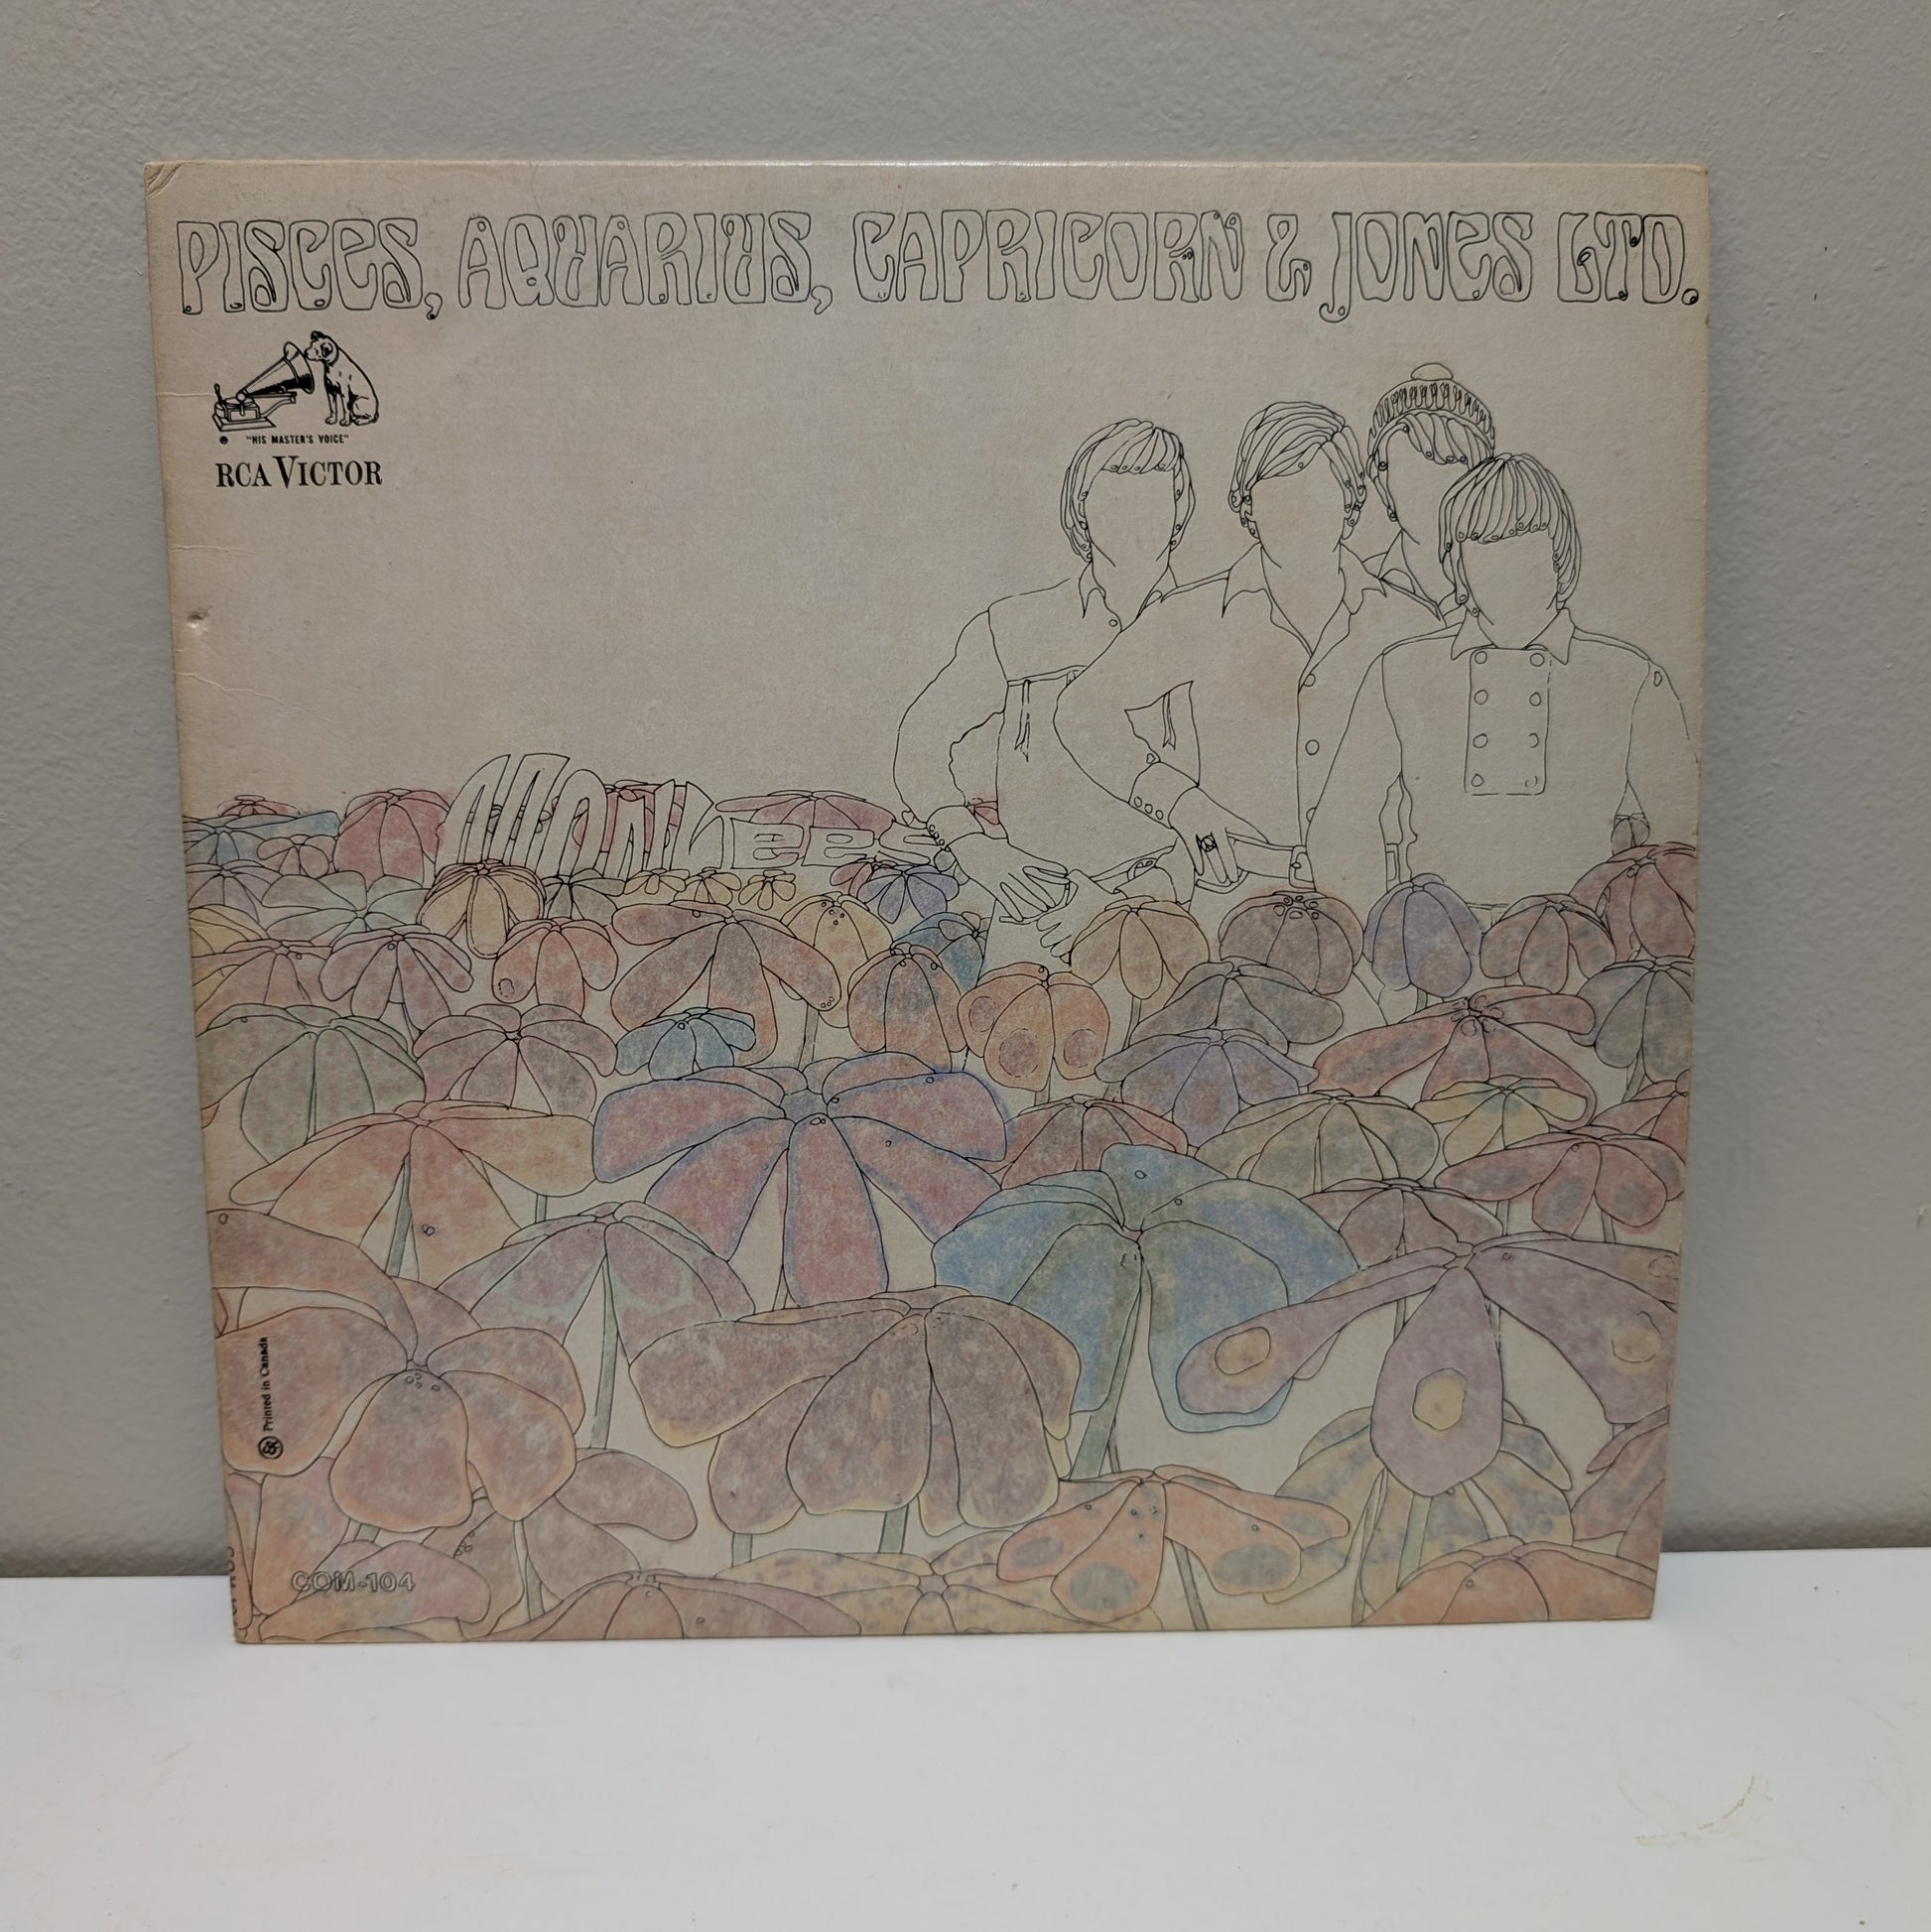 PISCES, AQUARIUS, CAPRICORN & JONES LTD.
"HIS MASTER'S VOICE"
RCA VICTOR
MONKEES
Printed in Canada
COM-104